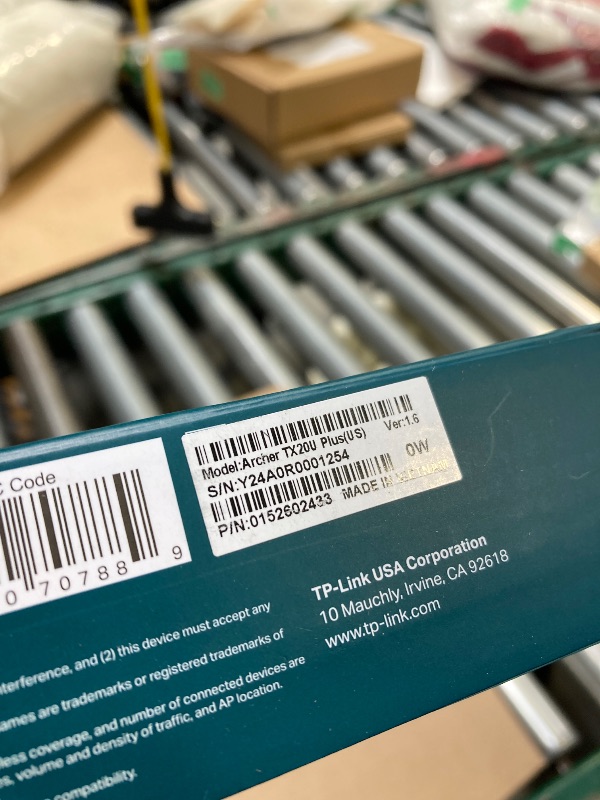 C Code
0 70788 9
Model:Archer TX20U Plus(US) Ver:1.6
S/N:Y24A0R0001254 0W
P/N:0152602433 MADE IN
TP-Link USA Corporation
10 Mauchly, Irvine, CA 92618
www.tp-link.com
nterference, and (2) this device must accept any
ames are trademarks or registered trademarks of
less coverage, and number of connected devices are
s, volume and density of traffic, and AP location.
compatibility.